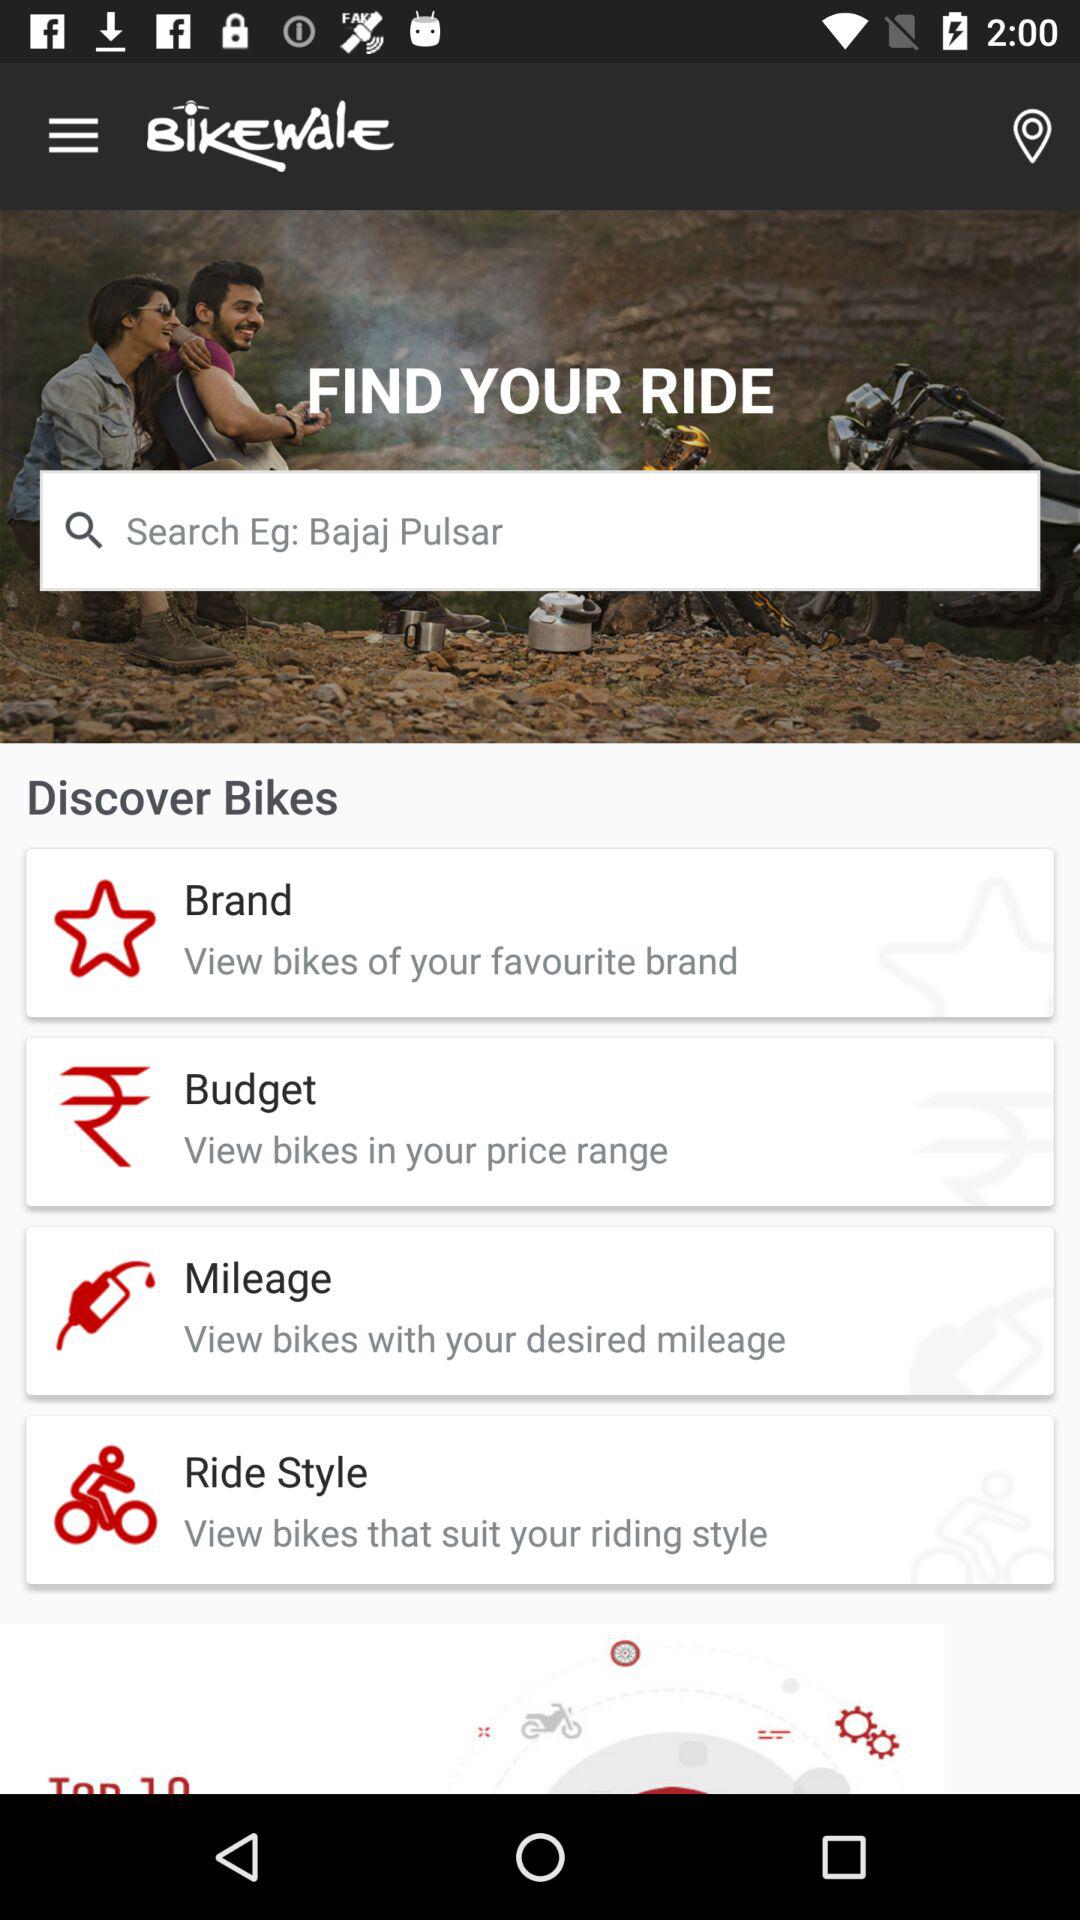 FAKE
2:00
BikewaLe
FIND YOUR RIDE
Search Eg: Bajaj Pulsar
Discover Bikes
Brand
View bikes of your favourite brand
Budget
View bikes in your price range
Mileage
View bikes with your desired mileage
Ride Style
View bikes that suit your riding style
Top 10